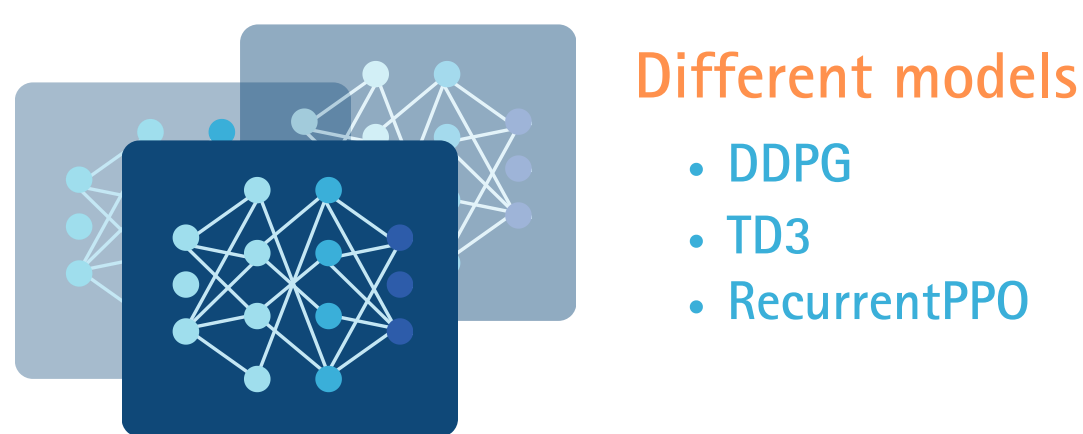 Different models
• DDPG
• TD3
• RecurrentPPO